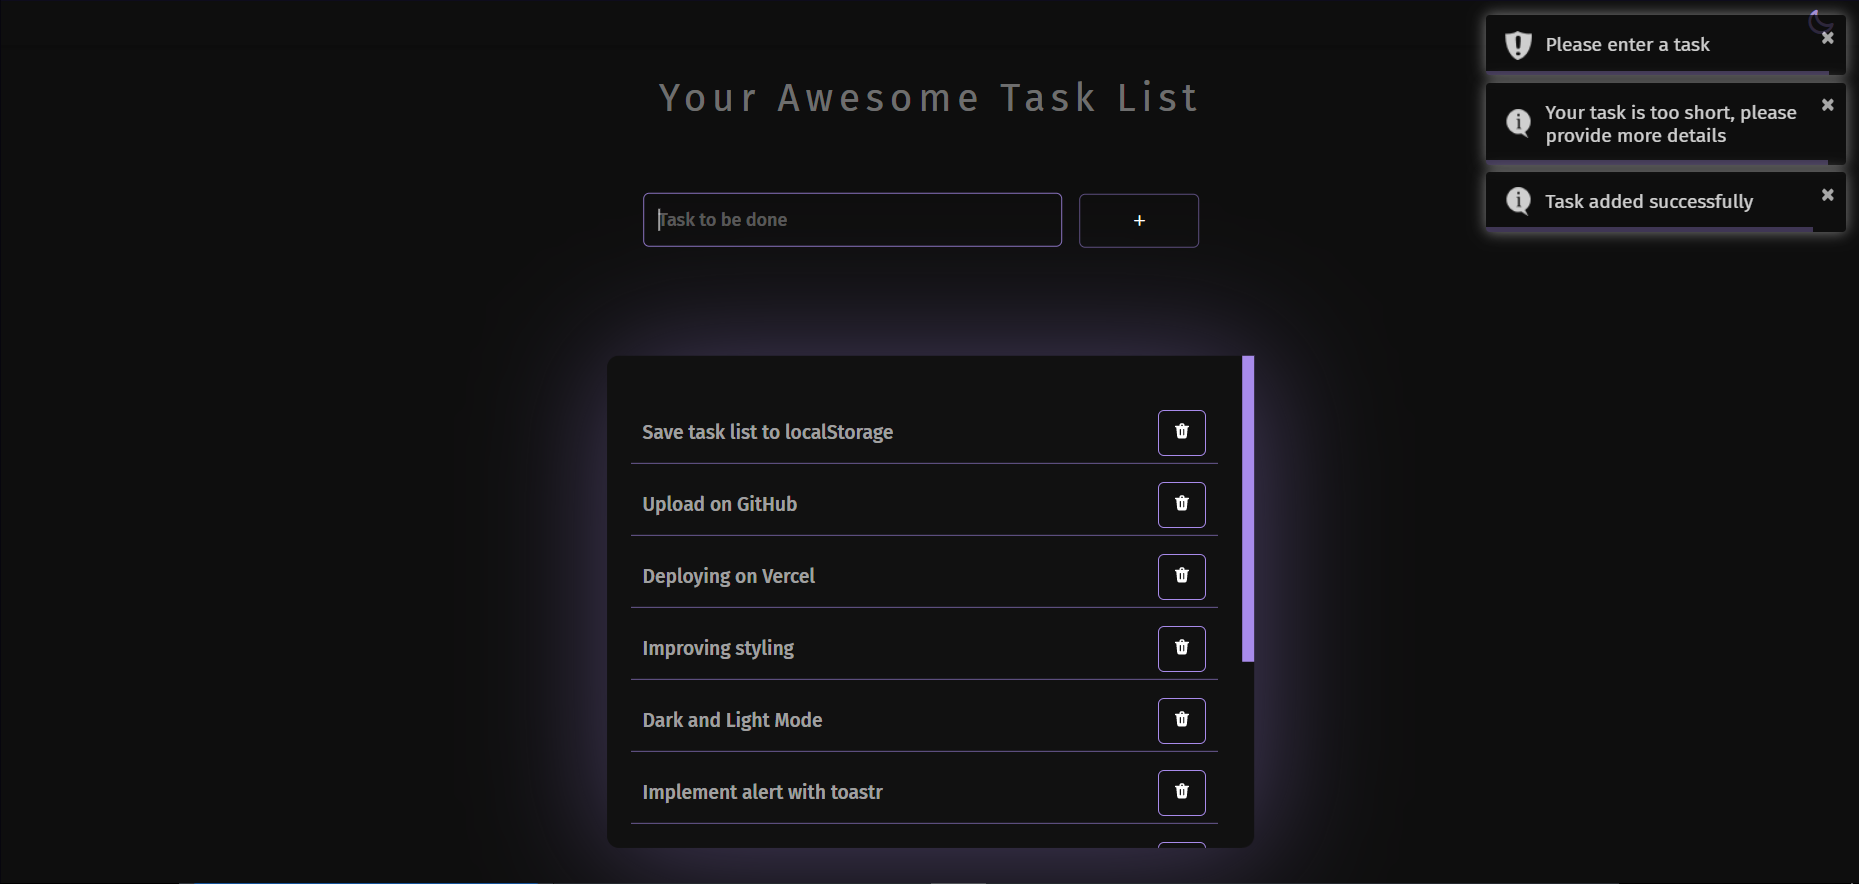 Your Awesome Task List
Task to be done
+
Please enter a task
Your task is too short, please
provide more details
Task added successfully
Save task list to localStorage
Upload on GitHub
Deploying on Vercel
Improving styling
Dark and Light Mode
Implement alert with toastr